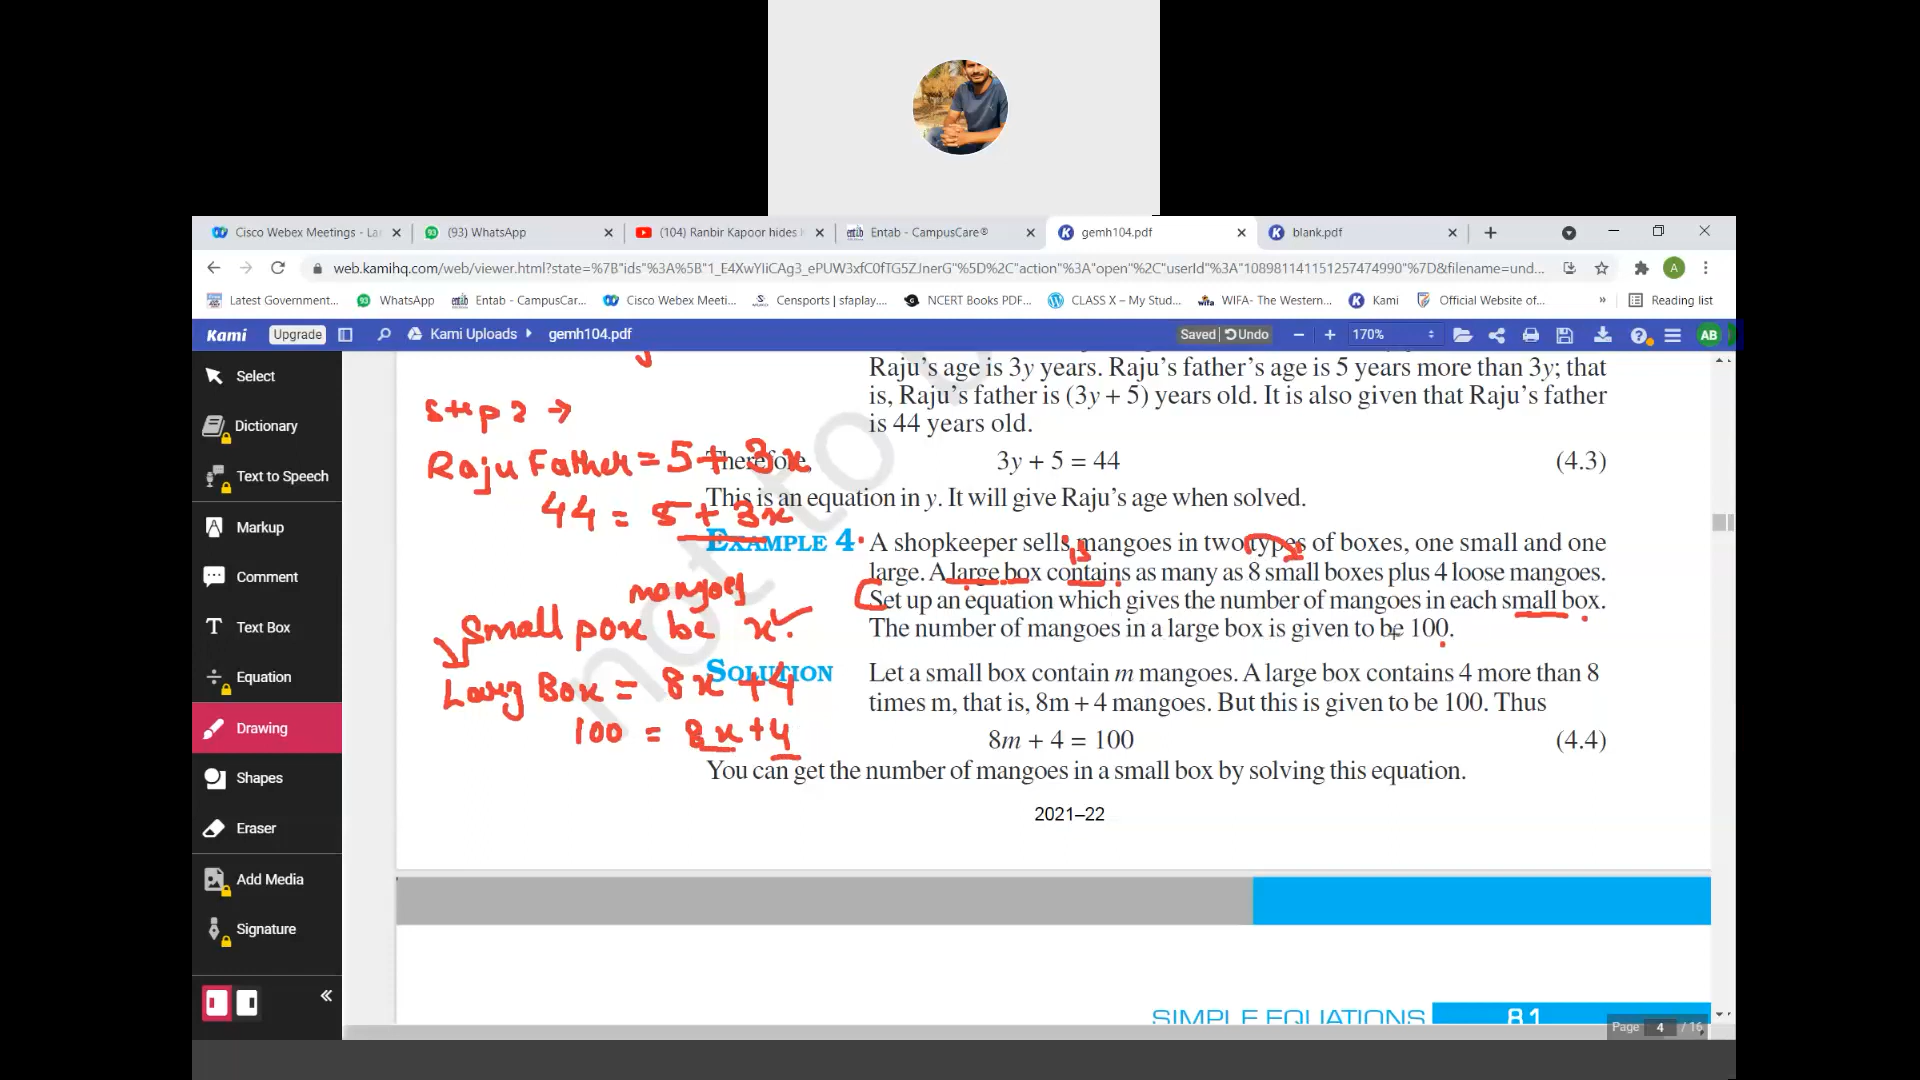 Cisco Webex Meetings - La
(93) WhatsApp
(104) Ranbir Kapoor hides
Entab - CampusCare®
gemh104.pdf
blank.pdf
web.kamihq.com/web/viewer.html?state=%7B"ids"%3A%5B"1_E4XwYIiCAg3_ePUW3xfC0fTG5ZJnerG"%5D%2C"action"%3A"open"%2C"userId"%3A"108981141151257474990"%7D&filename=und...
A
Latest Government...
WhatsApp
Entab - CampusCar...
Cisco Webex Meeti...
Censports | sfaplay....
NCERT Books PDF...
CLASS X – My Stud...
WIFA- The Western...
Kami
Official Website of...
»
Reading list
Kami
Upgrade
Kami Uploads
gemh104.pdf
Saved
Undo
170%
AB
Select
Dictionary
Text to Speech
Markup
Comment
Text Box
Equation
Drawing
Shapes
Eraser
Add Media
Signature
Raju's age is 3y years. Raju's father's age is 5 years more than 3y; that
is, Raju's father is (3y + 5) years old. It is also given that Raju's father
is 44 years old.
Therefore, 3y + 5 = 44 (4.3)
This is an equation in y. It will give Raju's age when solved.
EXAMPLE 4 A shopkeeper sells mangoes in two types of boxes, one small and one
large. A large box contains as many as 8 small boxes plus 4 loose mangoes.
Set up an equation which gives the number of mangoes in each small box.
The number of mangoes in a large box is given to be 100.
SOLUTION Let a small box contain m mangoes. A large box contains 4 more than 8
times m, that is, 8m + 4 mangoes. But this is given to be 100. Thus
8m + 4 = 100 (4.4)
You can get the number of mangoes in a small box by solving this equation.
2021–22
Step 2 →
Raju Father = 5 + 3x
44 = 5 + 3x
is
mangoes
Small pox be x
Box = 8x + 4
100 = 8x + 4
not to
SIMPLE EQUATIONS 81
Page 4 / 16